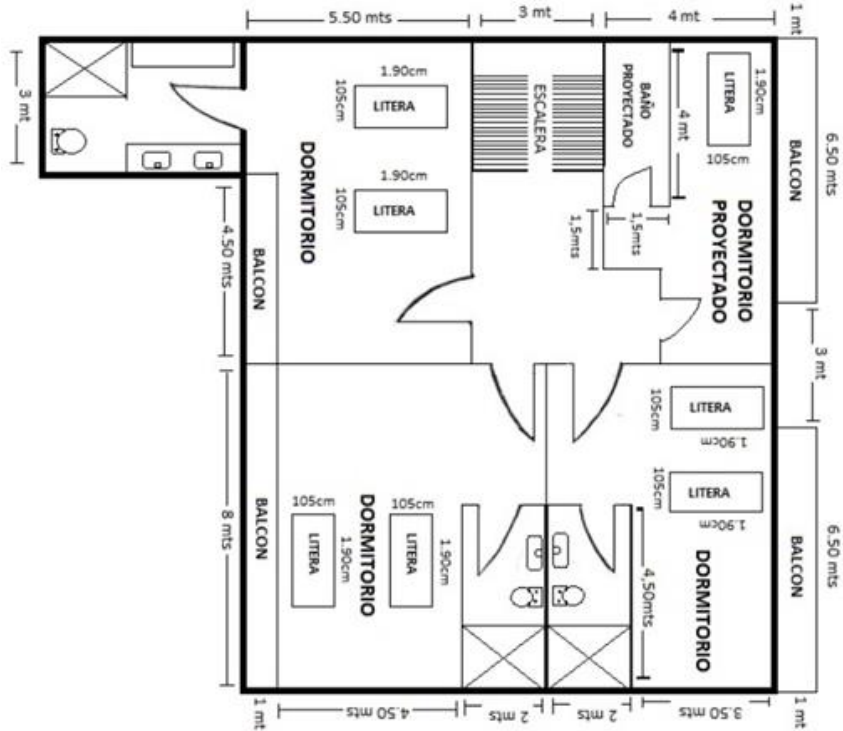 5.50 mts
3 mt
4 mt
1 mt
3 mt
1.90cm
105cm
LITERA
ESCALERA
BAÑO
PROYECTADO
4 mt
LITERA
1.90cm
105cm
BALCON
6.50 mts
DORMITORIO
1.90cm
105cm
LITERA
1,5mts
1,5mts
DORMITORIO
PROYECTADO
4.50 mts
BALCON
3 mt
105cm
LITERA
1.90cm
105cm
LITERA
1.90cm
8 mts
BALCON
105cm
LITERA
1.90cm
DORMITORIO
105cm
LITERA
1.90cm
4,50mts
DORMITORIO
BALCON
6.50 mts
1 mt
4.50 mts
2 mts
2 mts
3.50 mts
1 mt